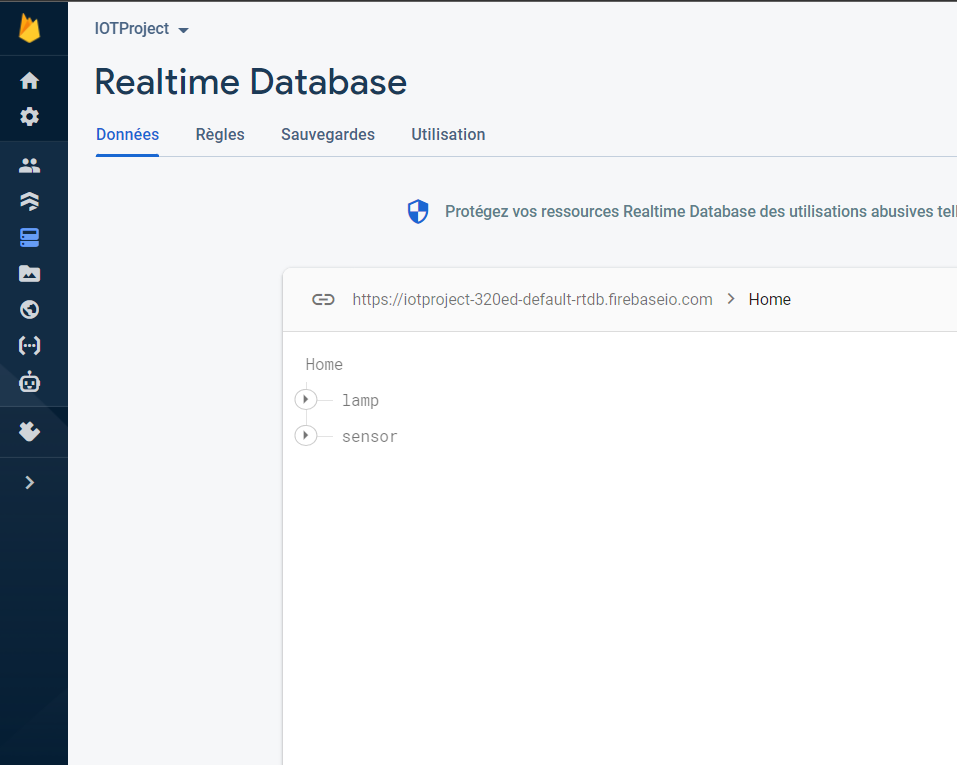 IOTProject
Realtime Database
Données Règles Sauvegardes Utilisation
Protégez vos ressources Realtime Database des utilisations abusives
https://iotproject-320ed-default-rtdb.firebaseio.com > Home
Home
lamp
sensor